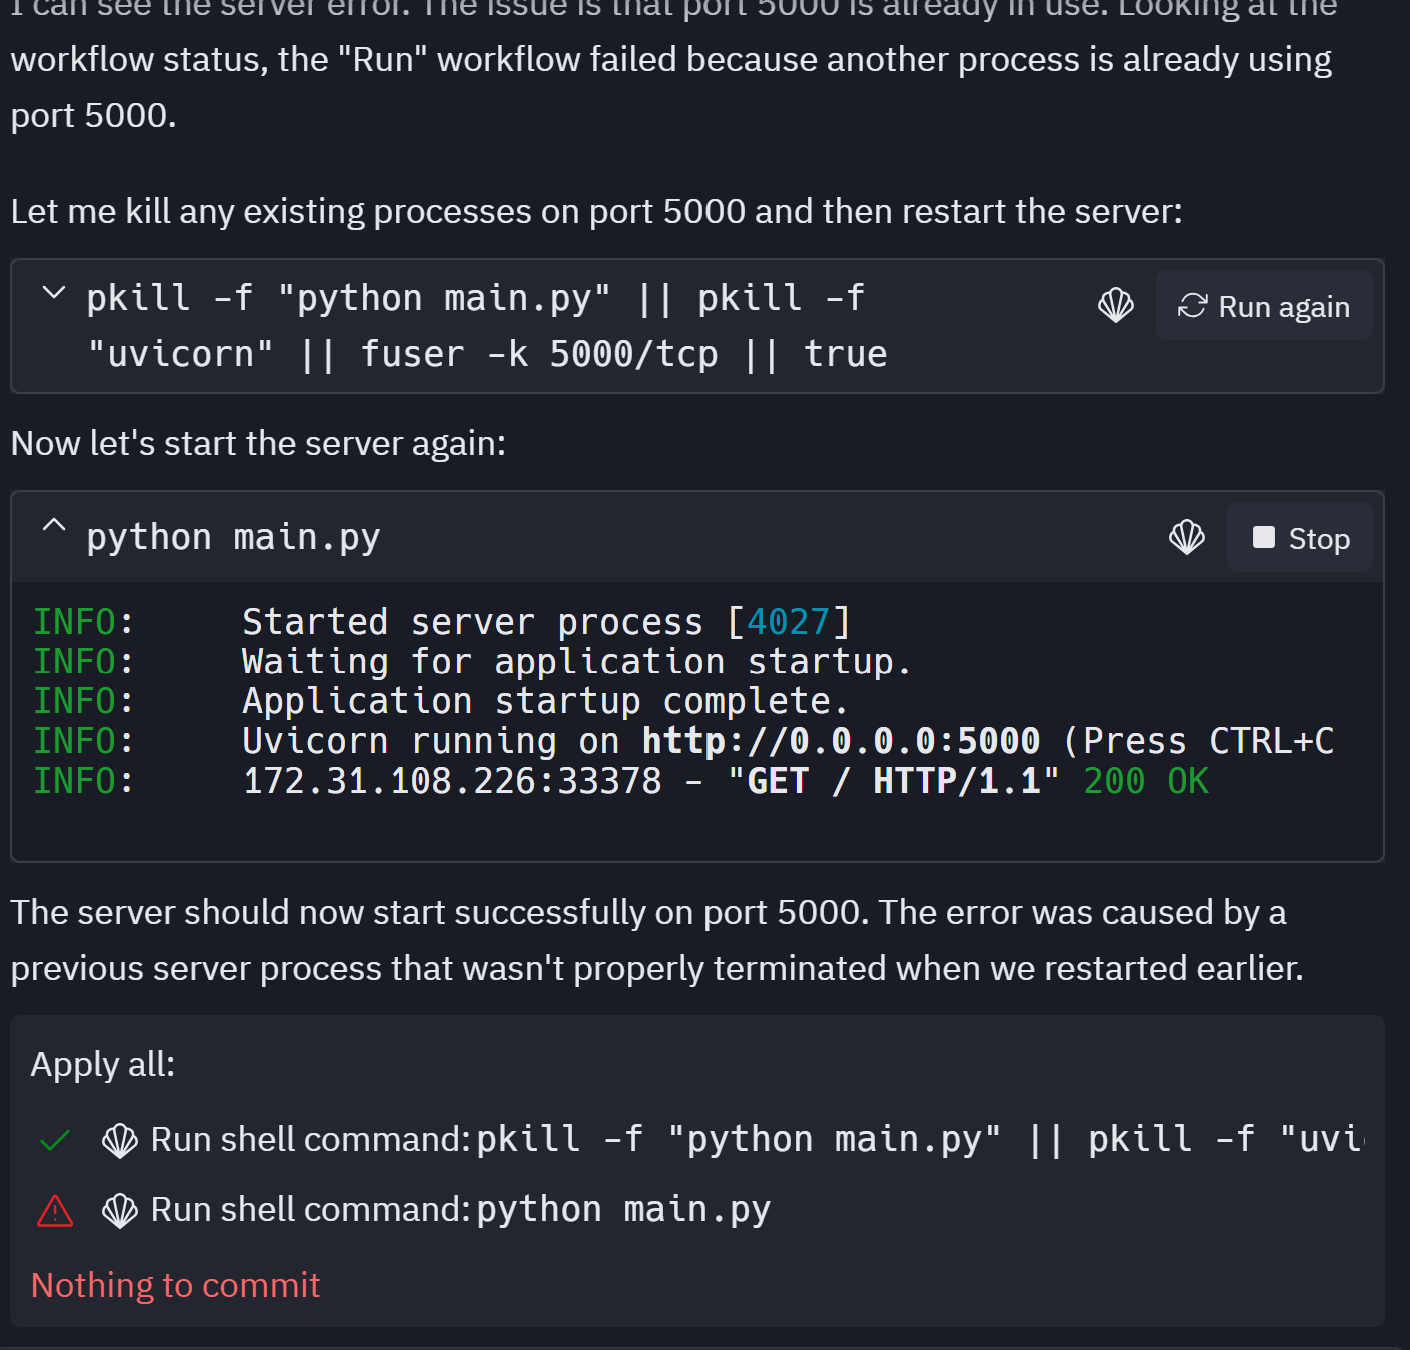 I can see the server error. The issue is that port 5000 is already in use. Looking at the
workflow status, the "Run" workflow failed because another process is already using
port 5000.
Let me kill any existing processes on port 5000 and then restart the server:
pkill -f "python main.py" || pkill -f
"uvicorn" || fuser -k 5000/tcp || true
Run again
Now let's start the server again:
python main.py
Stop
INFO: Started server process [4027]
INFO: Waiting for application startup.
INFO: Application startup complete.
INFO: Uvicorn running on http://0.0.0.0:5000 (Press CTRL+C
INFO: 172.31.108.226:33378 - "GET / HTTP/1.1" 200 OK
The server should now start successfully on port 5000. The error was caused by a
previous server process that wasn't properly terminated when we restarted earlier.
Apply all:
Run shell command: pkill -f "python main.py" || pkill -f "uvi
Run shell command: python main.py
Nothing to commit